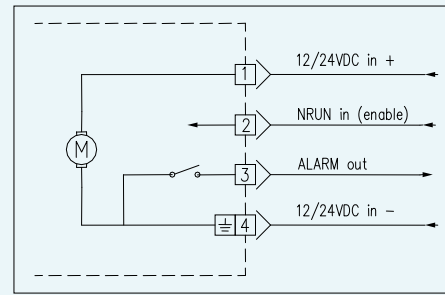 1 12/24VDC in +
2 NRUN in (enable)
M
3 ALARM out
4 12/24VDC in -